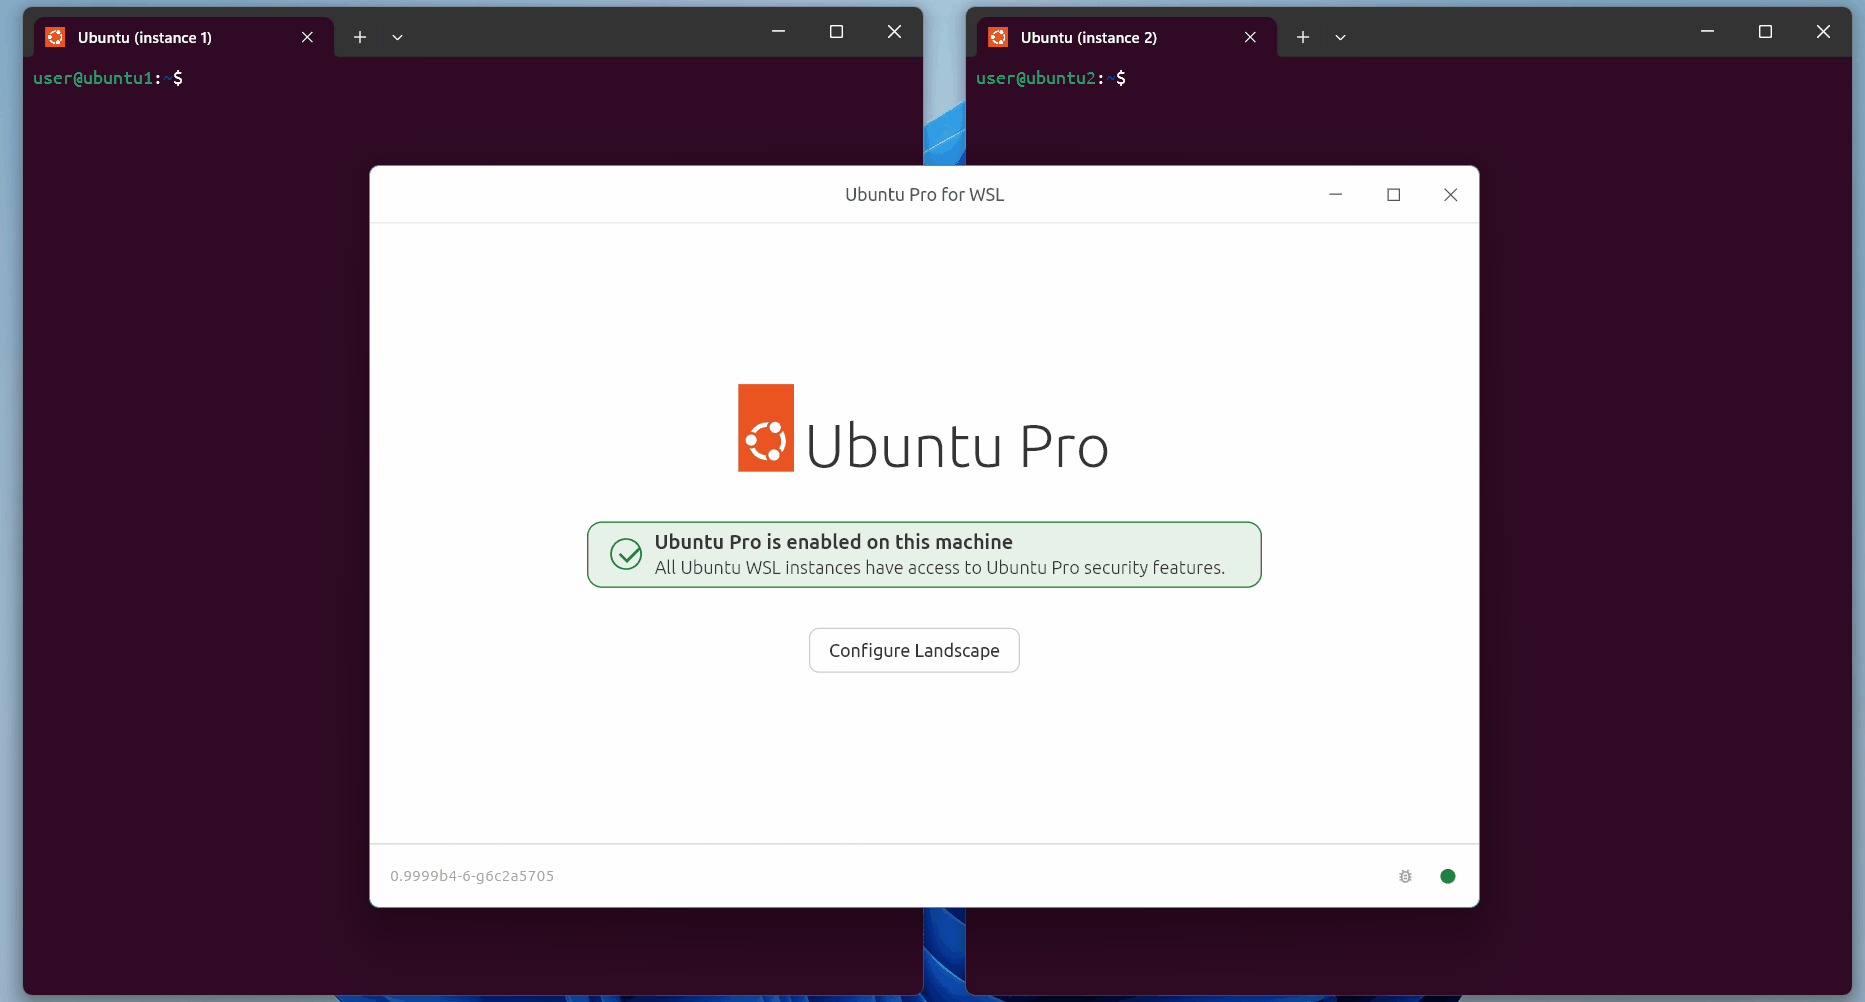 Ubuntu (instance 1)
user@ubuntu1:~$
Ubuntu (instance 2)
user@ubuntu2:~$
Ubuntu Pro for WSL
Ubuntu Pro
Ubuntu Pro is enabled on this machine
All Ubuntu WSL instances have access to Ubuntu Pro security features.
Configure Landscape
0.9999b4-6-g6c2a5705